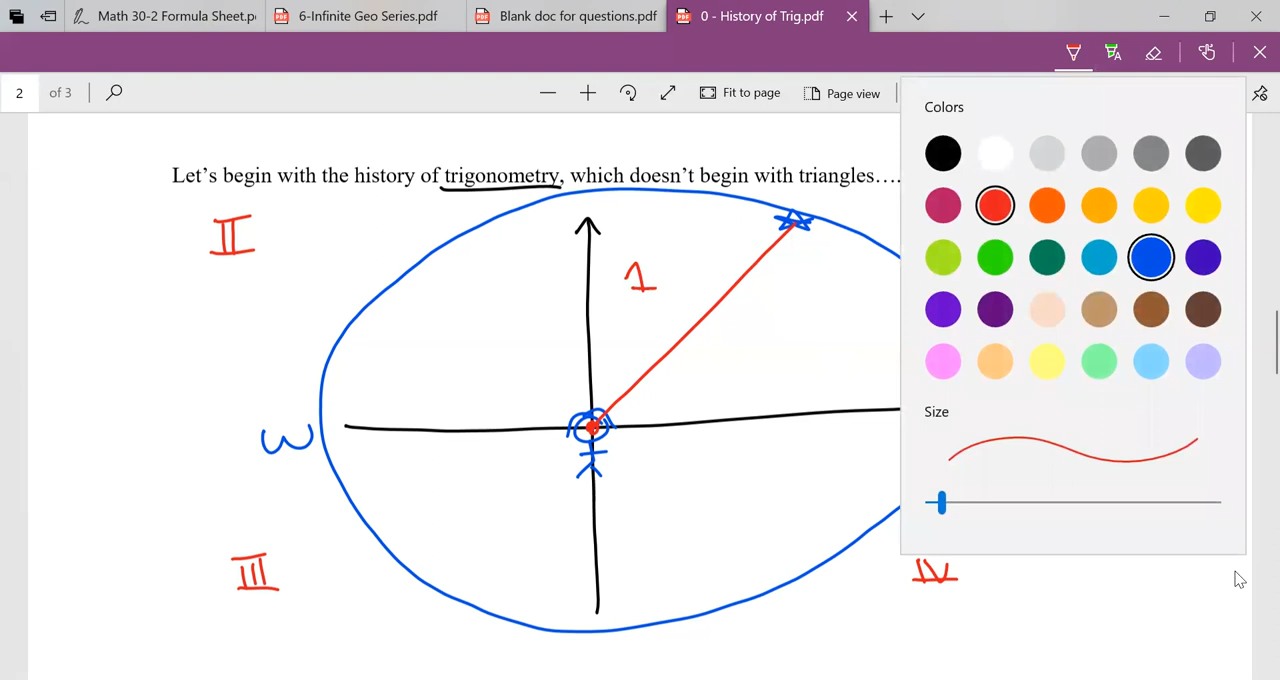 Math 30-2 Formula Sheet.p
6-Infinite Geo Series.pdf
Blank doc for questions.pdf
0 - History of Trig.pdf
2 of 3
Fit to page
Page view
Colors
Let's begin with the history of trigonometry, which doesn't begin with triangles….
II
1
W
Size
III
IV